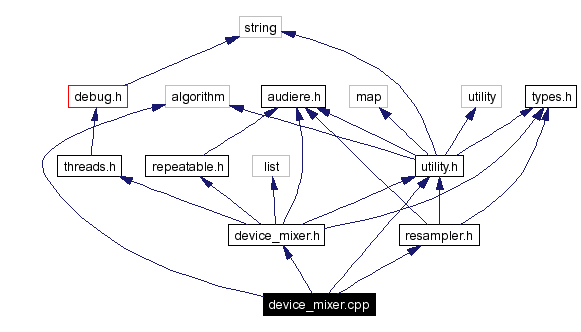 string
debug.h
algorithm
audiere.h
map
utility
types.h
threads.h
repeatable.h
list
utility.h
device_mixer.h
resampler.h
device_mixer.cpp